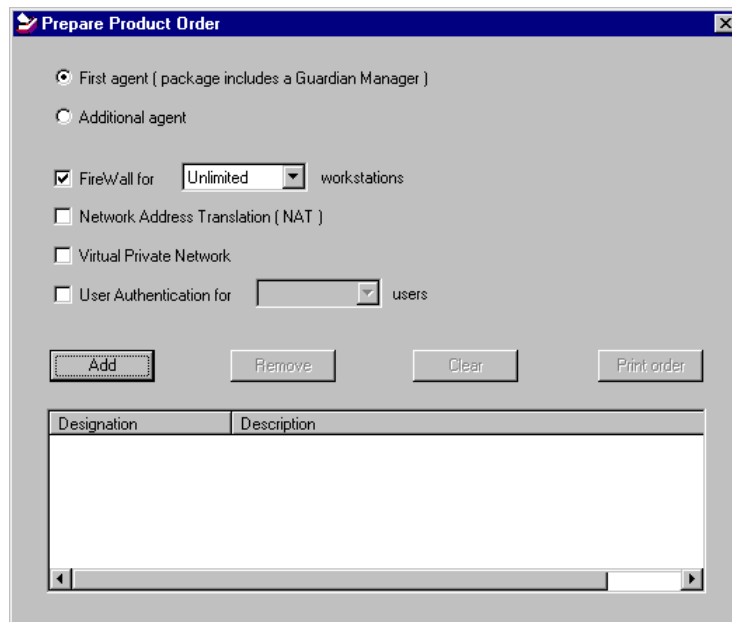 Prepare Product Order
First agent ( package includes a Guardian Manager )
Additional agent
FireWall for Unlimited workstations
Network Address Translation ( NAT )
Virtual Private Network
User Authentication for users
Add Remove Clear Print order
Designation Description